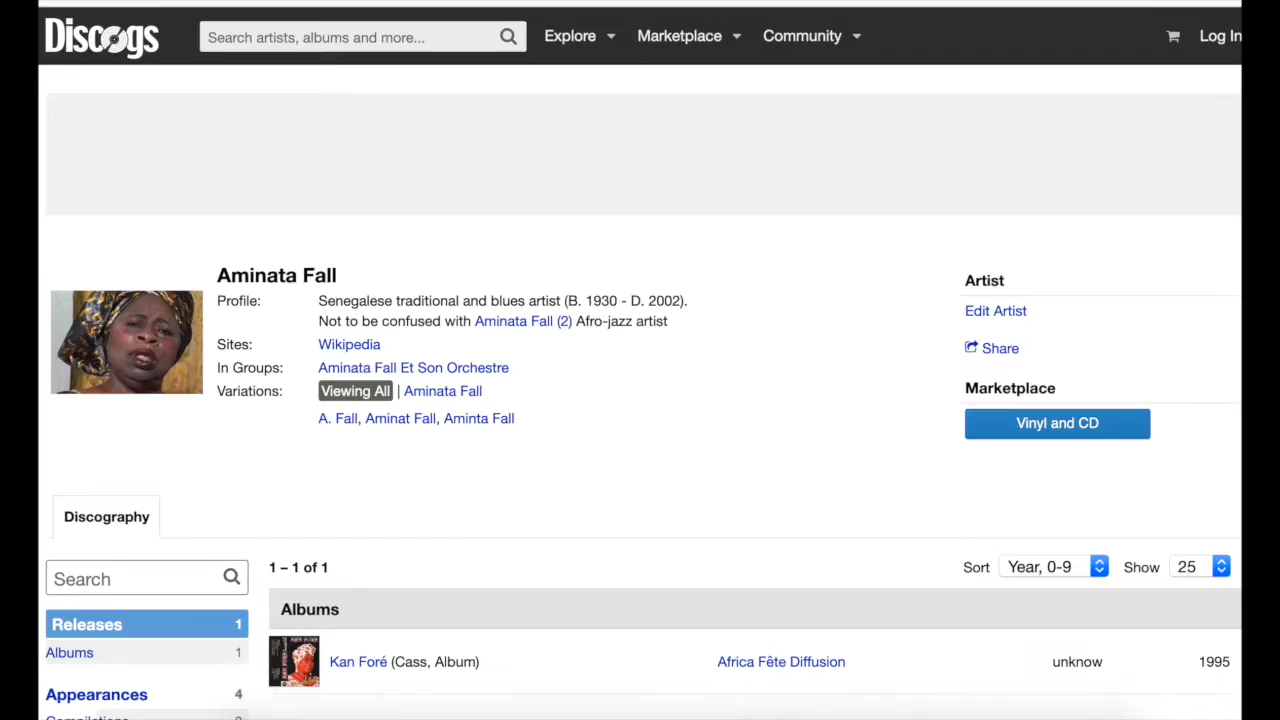 Discogs Search artists, albums and more... Explore Marketplace Community Log In
Aminata Fall
Profile: Senegalese traditional and blues artist (B. 1930 - D. 2002).
Not to be confused with Aminata Fall (2) Afro-jazz artist
Sites: Wikipedia
In Groups: Aminata Fall Et Son Orchestre
Variations: Viewing All | Aminata Fall
A. Fall, Aminat Fall, Aminta Fall
Artist
Edit Artist
Share
Marketplace
Vinyl and CD
Discography
Search
1 – 1 of 1 Sort Year, 0-9 Show 25
Releases 1
Albums 1
Appearances 4
Albums
Kan Foré (Cass, Album) Africa Fête Diffusion unknow 1995